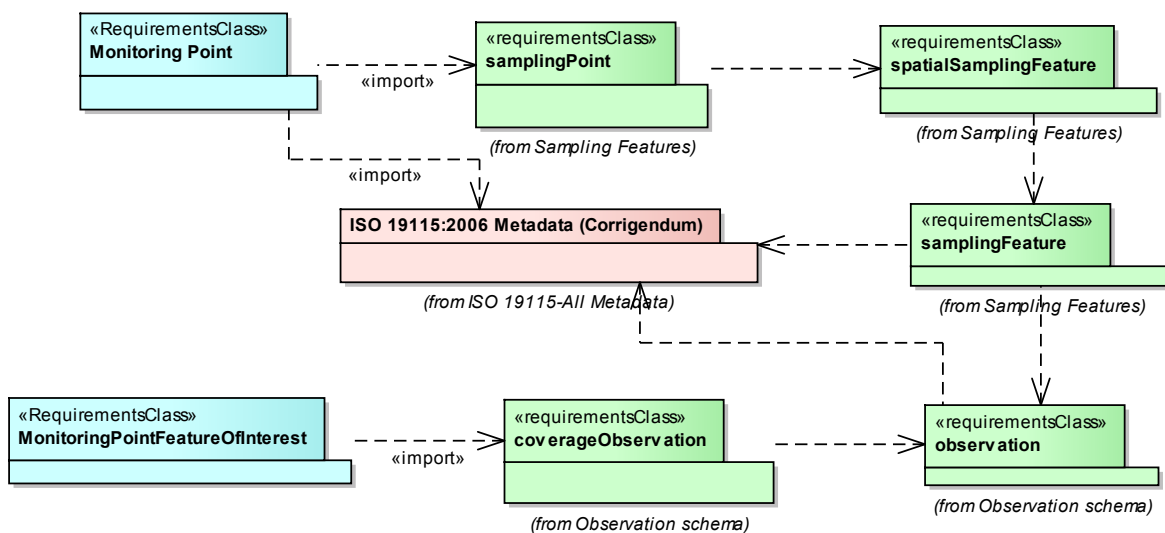 «RequirementsClass»
Monitoring Point
«import»
«requirementsClass»
samplingPoint
(from Sampling Features)
«requirementsClass»
spatialSamplingFeature
(from Sampling Features)
«import»
ISO 19115:2006 Metadata (Corrigendum)
(from ISO 19115-All Metadata)
«requirementsClass»
samplingFeature
(from Sampling Features)
«RequirementsClass»
MonitoringPointFeatureOfInterest
«import»
«requirementsClass»
coverageObservation
(from Observation schema)
«requirementsClass»
observation
(from Observation schema)